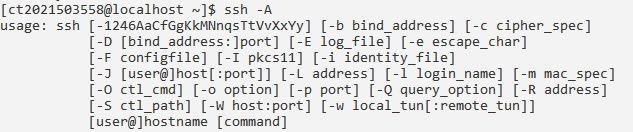 [ct2021503558@localhost ~]$ ssh -A
usage: ssh [-1246AaCfGgKkMNnqsTtVvXxYy] [-b bind_address] [-c cipher_spec]
           [-D [bind_address:]port] [-E log_file] [-e escape_char]
           [-F configfile] [-I pkcs11] [-i identity_file]
           [-J [user@]host[:port]] [-L address] [-l login_name] [-m mac_spec]
           [-O ctl_cmd] [-o option] [-p port] [-Q query_option] [-R address]
           [-S ctl_path] [-W host:port] [-w local_tun[:remote_tun]]
           [user@]hostname [command]